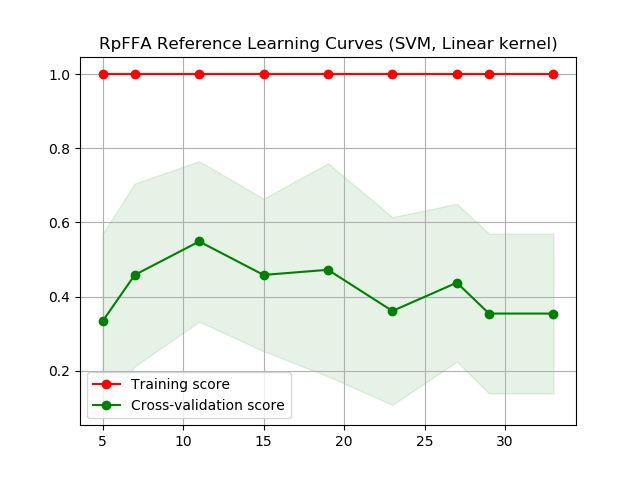 RpFFA Reference Learning Curves (SVM, Linear kernel)
1.0
0.8
0.6
0.4
0.2
Training score
Cross-validation score
5 10 15 20 25 30